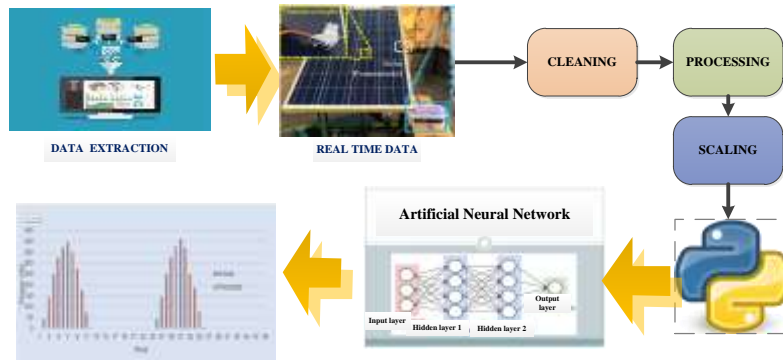 DATA EXTRACTION
REAL TIME DATA
CLEANING
PROCESSING
SCALING
Artificial Neural Network
Input layer
Hidden layer 1
Hidden layer 2
Output
layer